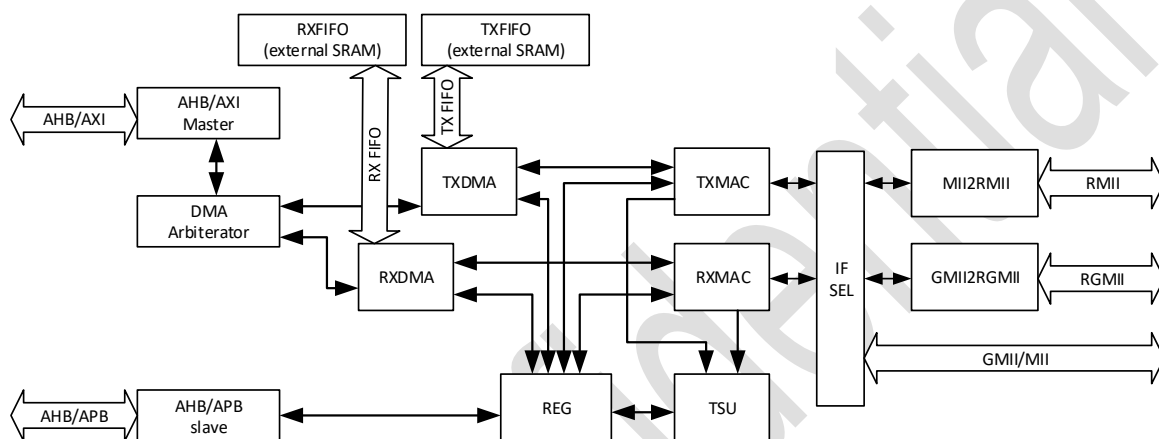 RXFIFO
(external SRAM)
TXFIFO
(external SRAM)
AHB/AXI
AHB/AXI
Master
RX FIFO
TX FIFO
TXDMA
TXMAC
MII2RMII
RMII
DMA
Arbiterator
RXDMA
RXMAC
IF
SEL
GMII2RGMII
RGMII
GMII/MII
AHB/APB
AHB/APB
slave
REG
TSU